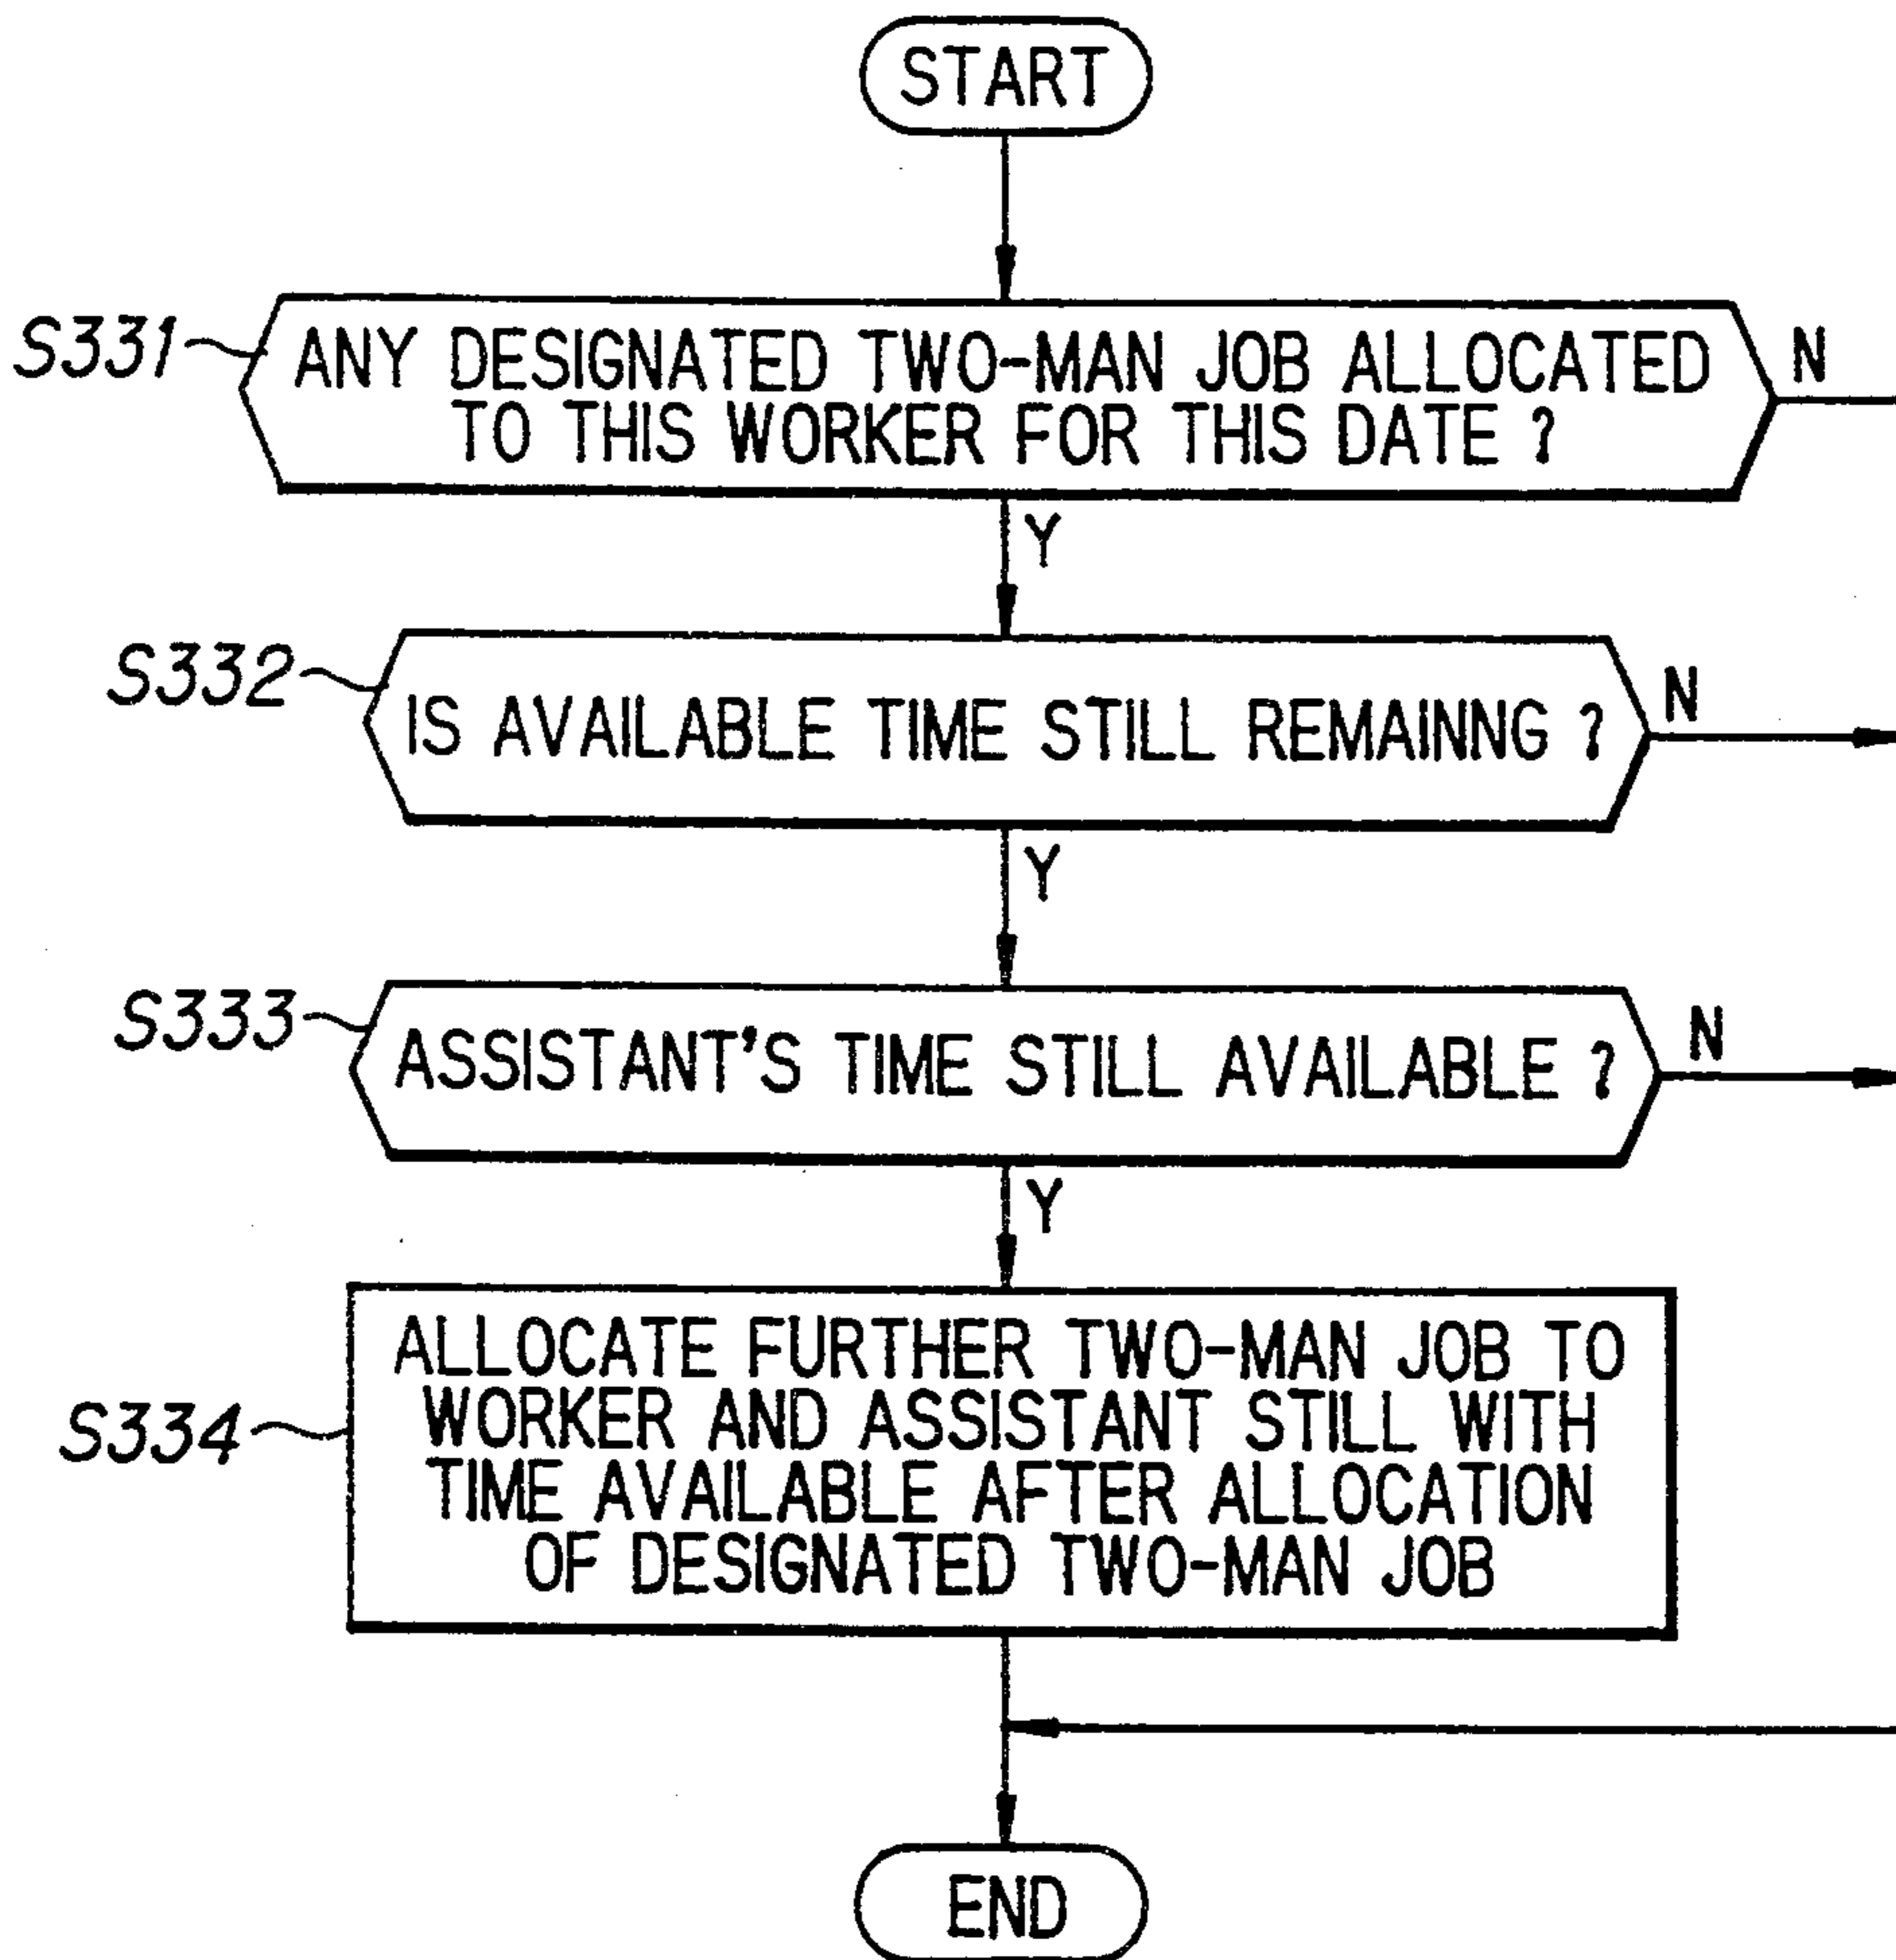 START
S331
ANY DESIGNATED TWO-MAN JOB ALLOCATED
TO THIS WORKER FOR THIS DATE ?
N
Y
S332
IS AVAILABLE TIME STILL REMAINNG ?
N
Y
S333
ASSISTANT'S TIME STILL AVAILABLE ?
N
Y
S334
ALLOCATE FURTHER TWO-MAN JOB TO
WORKER AND ASSISTANT STILL WITH
TIME AVAILABLE AFTER ALLOCATION
OF DESIGNATED TWO-MAN JOB
END